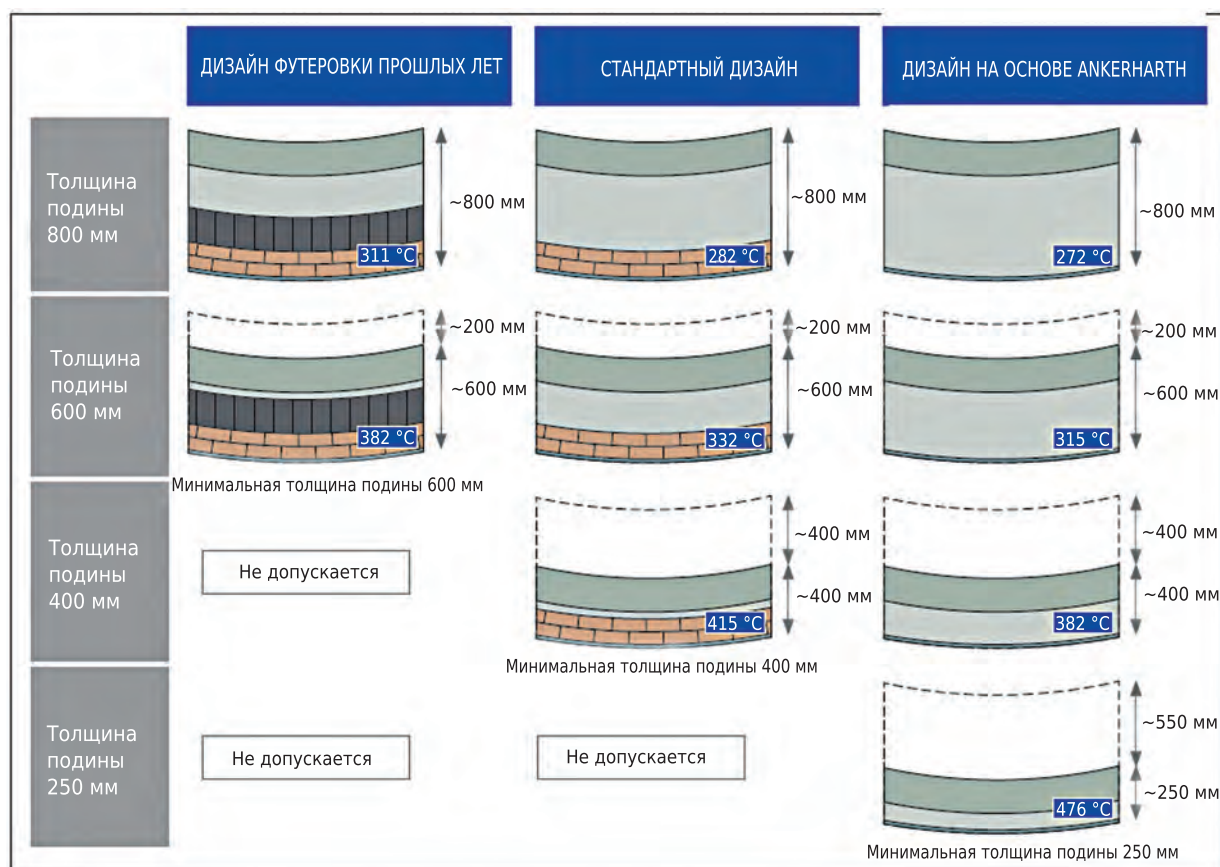 ДИЗАЙН ФУТЕРОВКИ ПРОШЛЫХ ЛЕТ
СТАНДАРТНЫЙ ДИЗАЙН
ДИЗАЙН НА ОСНОВЕ ANKERHARTH
Толщина
подины
800 мм
311 °C
~800 мм
282 °C
~800 мм
272 °C
~800 мм
Толщина
подины
600 мм
~200 мм
~600 мм
382 °C
~200 мм
~600 мм
332 °C
~200 мм
~600 мм
315 °C
Минимальная толщина подины 600 мм
Толщина
подины
400 мм
Не допускается
~400 мм
~400 мм
415 °C
~400 мм
~400 мм
382 °C
Минимальная толщина подины 400 мм
Толщина
подины
250 мм
Не допускается
Не допускается
~550 мм
~250 мм
476 °C
Минимальная толщина подины 250 мм